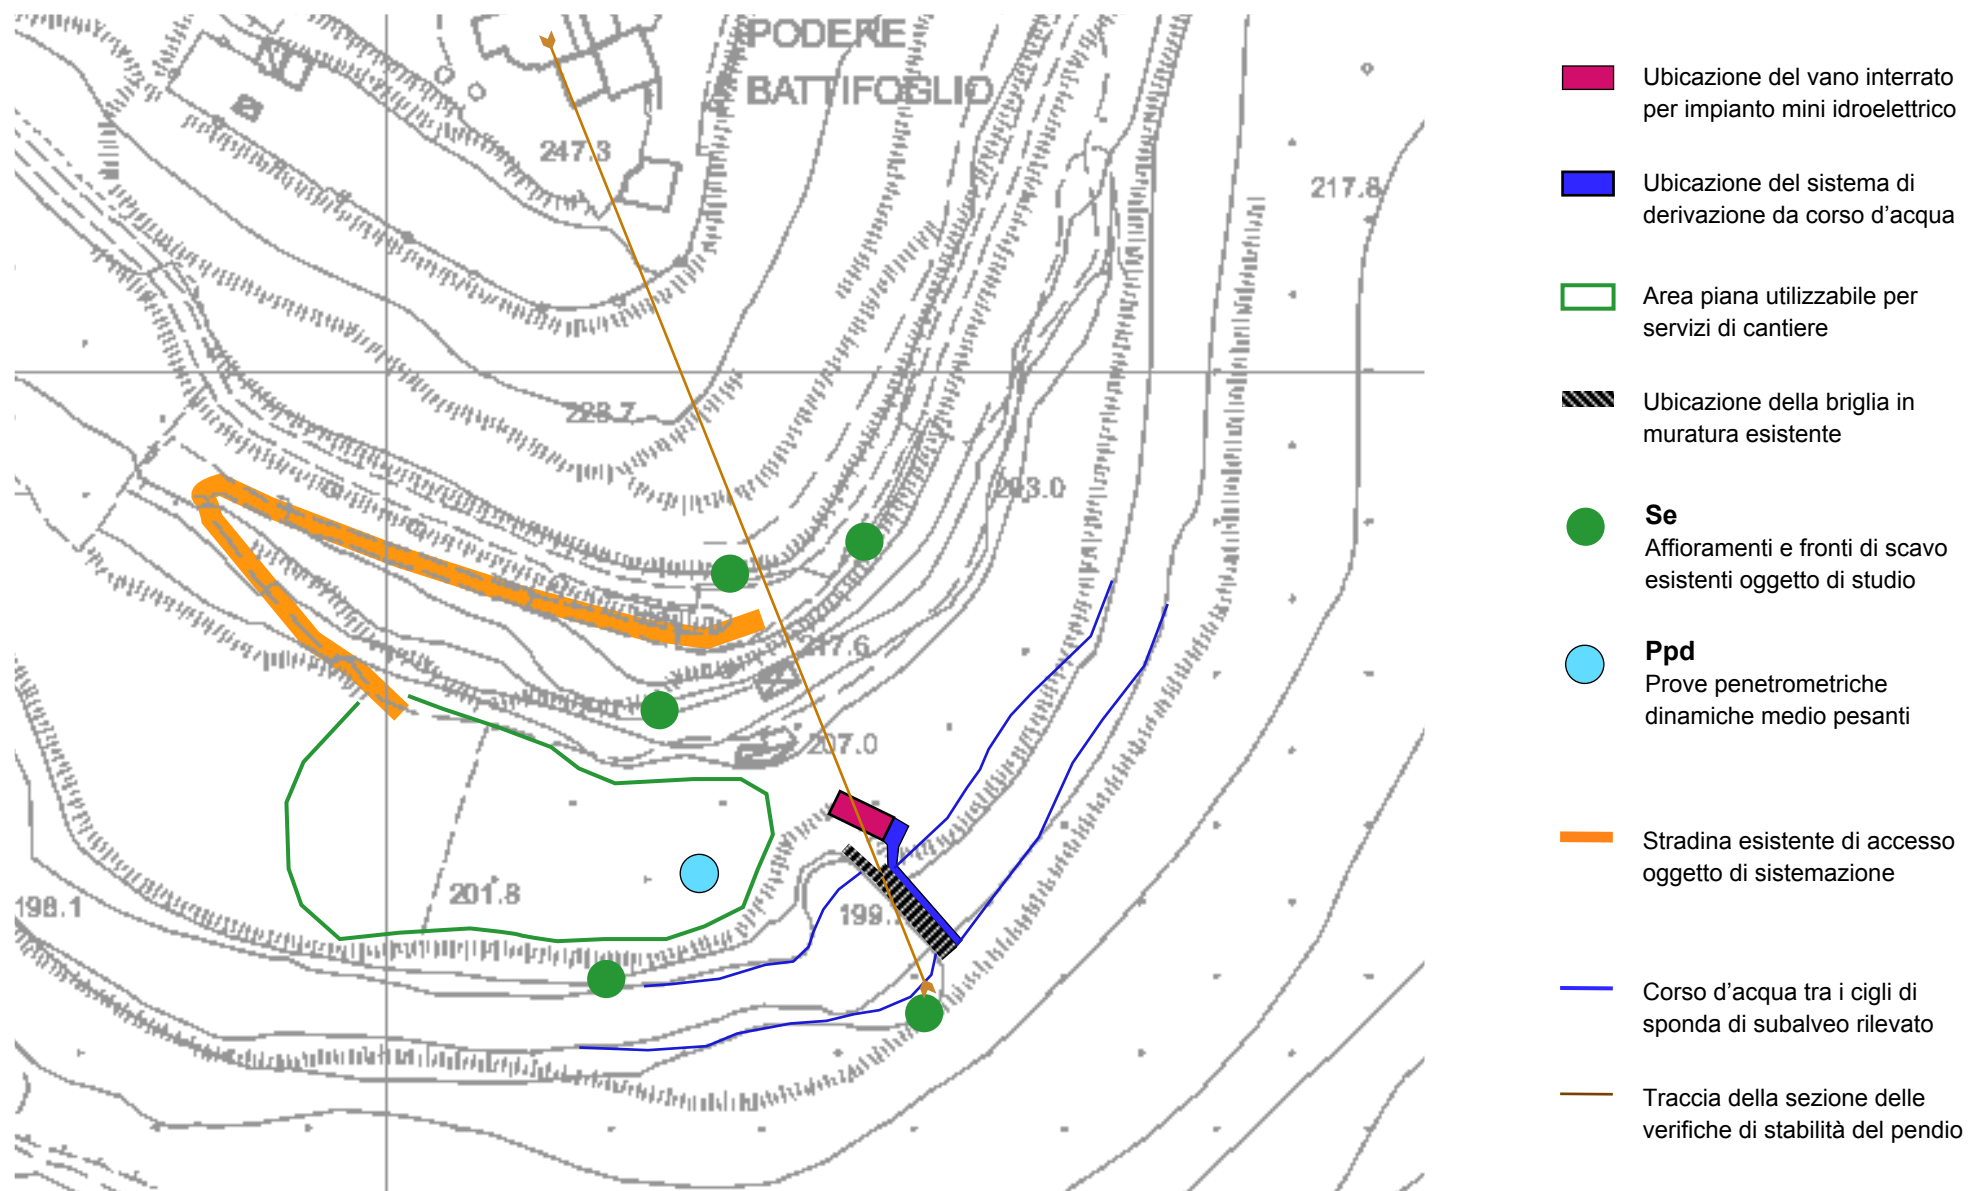 PODERE
BATTIFOGLIO
247.3
217.8
228.7
203.0
217.6
207.0
201.8
198.1
199.
Ubicazione del vano interrato
per impianto mini idroelettrico
Ubicazione del sistema di
derivazione da corso d'acqua
Area piana utilizzabile per
servizi di cantiere
Ubicazione della briglia in
muratura esistente
Se
Affioramenti e fronti di scavo
esistenti oggetto di studio
Ppd
Prove penetrometriche
dinamiche medio pesanti
Stradina esistente di accesso
oggetto di sistemazione
Corso d'acqua tra i cigli di
sponda di subalveo rilevato
Traccia della sezione delle
verifiche di stabilità del pendio